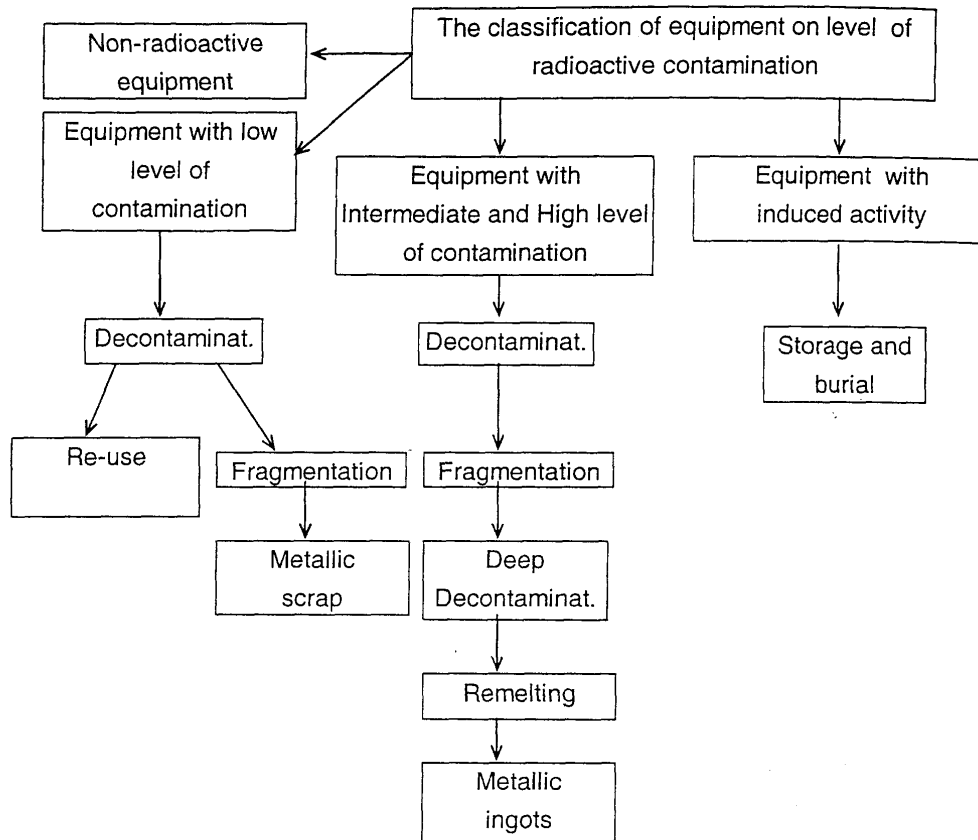 The classification of equipment on level of
radioactive contamination
Non-radioactive
equipment
Equipment with low
level of
contamination
Equipment with
Intermediate and High level
of contamination
Equipment with
induced activity
Decontaminat.
Decontaminat.
Storage and
burial
Re-use
Fragmentation
Fragmentation
Metallic
scrap
Deep
Decontaminat.
Remelting
Metallic
ingots